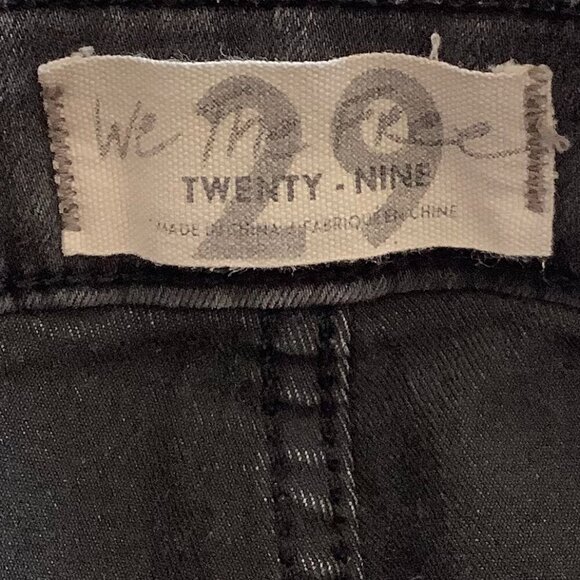 We The Free
29
TWENTY - NINE
MADE IN CHINA / FABRIQUE EN CHINE